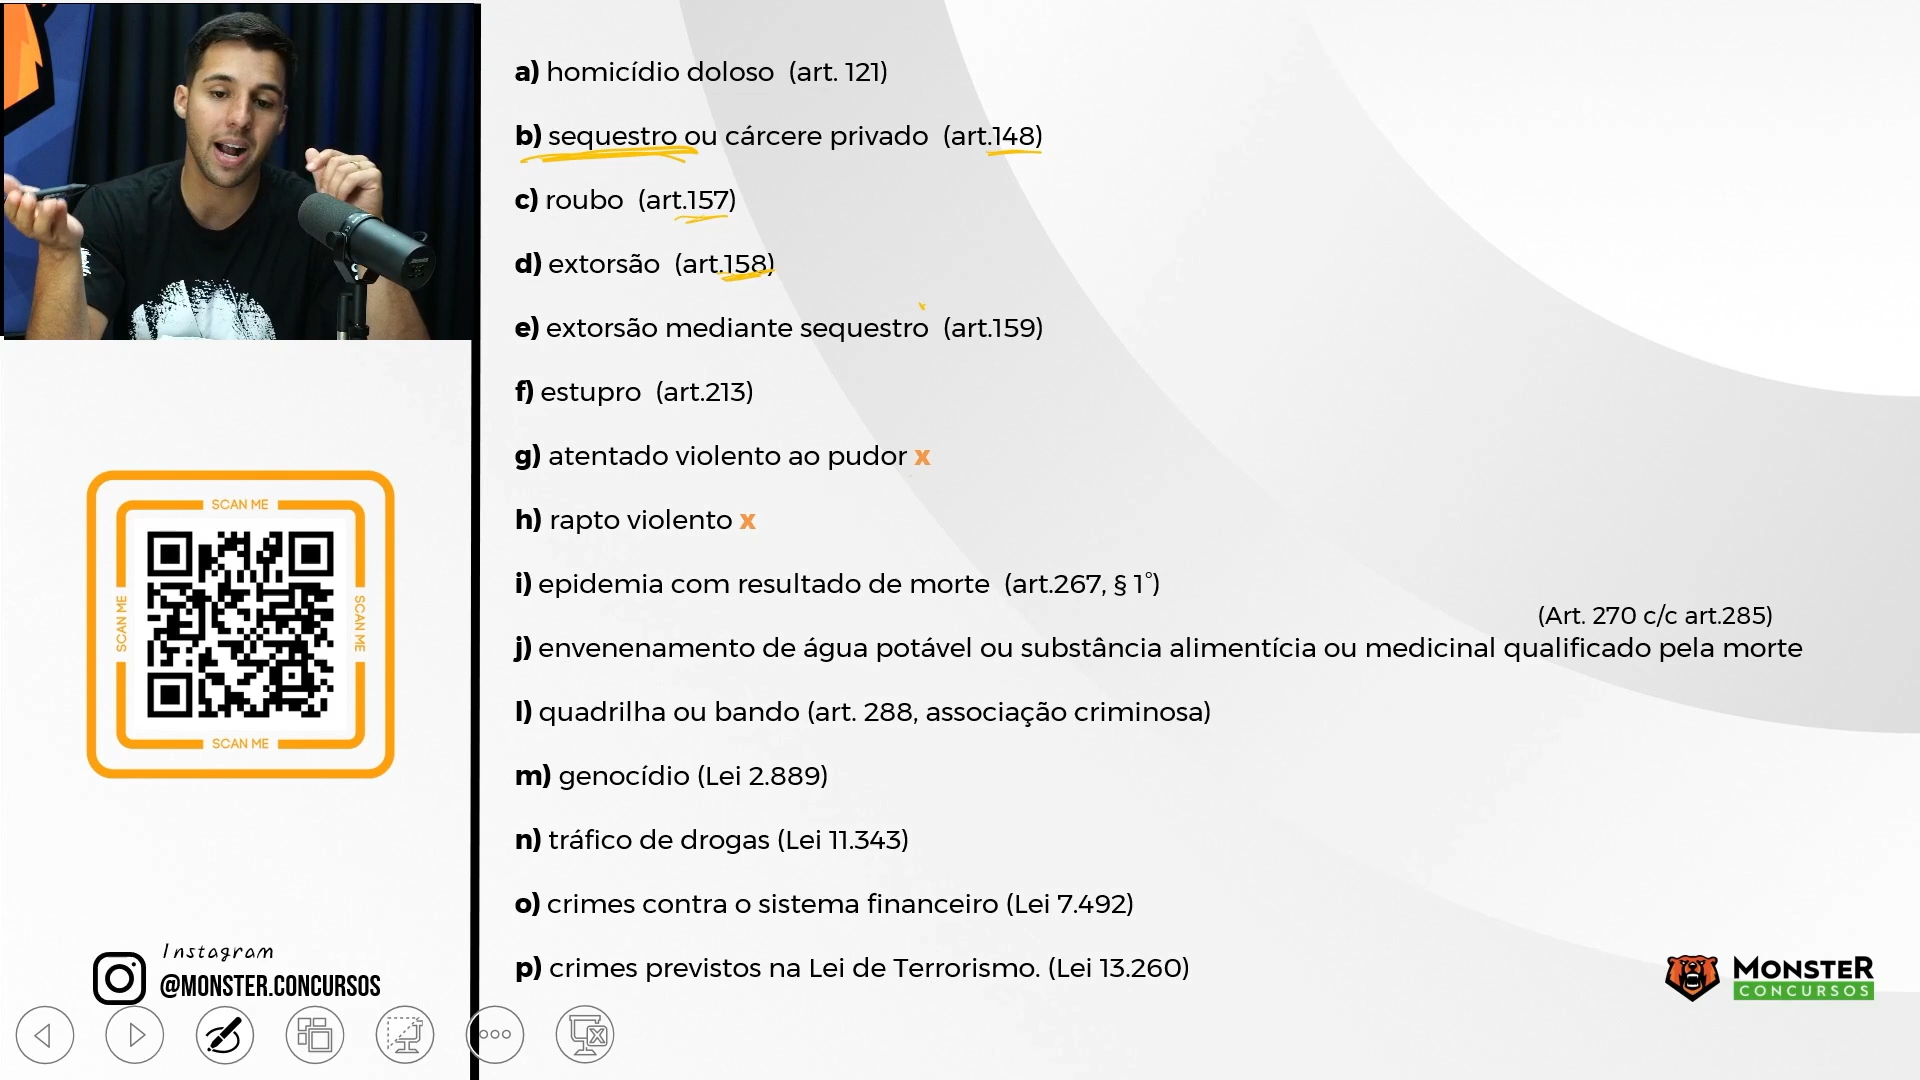 a) homicídio doloso (art. 121)
b) sequestro ou cárcere privado (art.148)
c) roubo (art.157)
d) extorsão (art.158)
e) extorsão mediante sequestro (art.159)
f) estupro (art.213)
g) atentado violento ao pudor x
h) rapto violento x
i) epidemia com resultado de morte (art.267, § 1°)
(Art. 270 c/c art.285)
j) envenenamento de água potável ou substância alimentícia ou medicinal qualificado pela morte
l) quadrilha ou bando (art. 288, associação criminosa)
m) genocídio (Lei 2.889)
n) tráfico de drogas (Lei 11.343)
o) crimes contra o sistema financeiro (Lei 7.492)
p) crimes previstos na Lei de Terrorismo. (Lei 13.260)
SCAN ME
SCAN ME
SCAN ME
SCAN ME
Instagram
@MONSTER.CONCURSOS
MONSTER
CONCURSOS